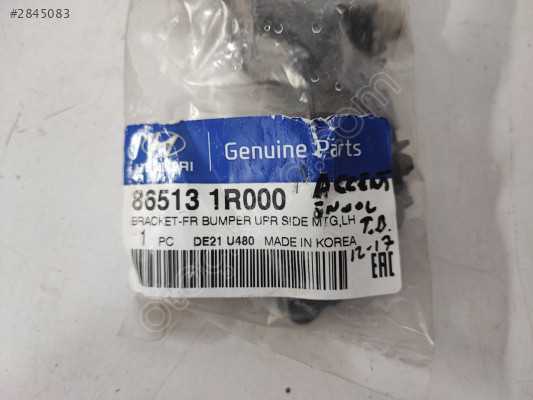 #2845083
HYUNDAI
Genuine Parts
86513 1R000
BRACKET-FR BUMPER UPR SIDE MTG,LH
1 PC DE21 U480 MADE IN KOREA
ACCENT
T.B.
12-17
EAC